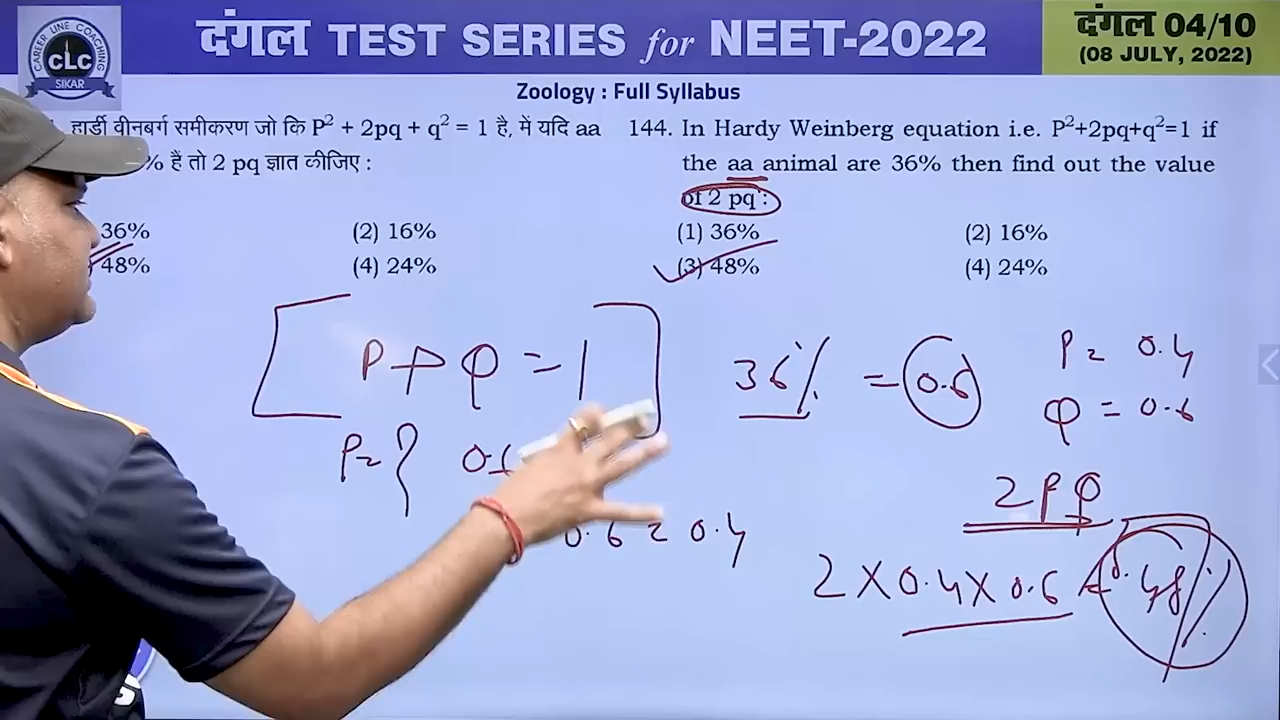 CAREER LINE COACHING
CLC
SIKAR
दंगल TEST SERIES for NEET-2022
दंगल 04/10
(08 JULY, 2022)
Zoology : Full Syllabus
हार्डी वीनबर्ग समीकरण जो कि P² + 2pq + q² = 1 है, में यदि aa
% हैं तो 2 pq ज्ञात कीजिए :
36%
(2) 16%
48%
(4) 24%
144. In Hardy Weinberg equation i.e. P²+2pq+q²=1 if
the aa animal are 36% then find out the value
of 2 pq :
(1) 36%
(2) 16%
(3) 48%
(4) 24%
P + q = 1
36% = 0.6
P = 0.4
q = 0.6
P = ?
2pq
0.6 = 0.4
2 X 0.4 X 0.6 =